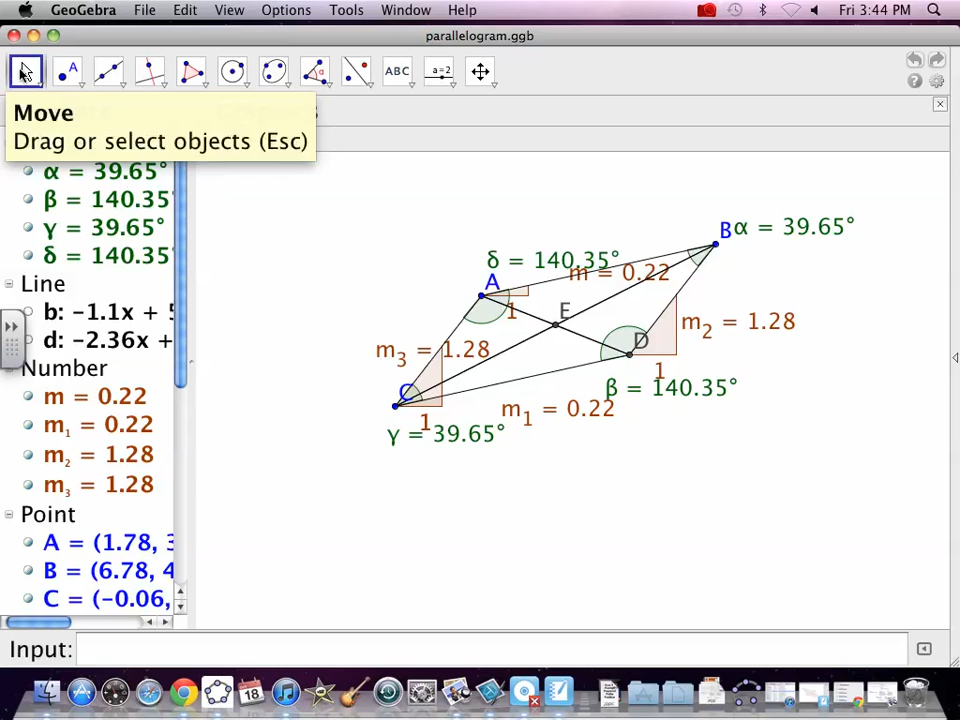 GeoGebra File Edit View Options Tools Window Help Fri 3:44 PM
parallelogram.ggb
A ABC a=2
Move
Drag or select objects (Esc)
α = 39.65°
β = 140.35°
γ = 39.65°
δ = 140.35°
Line
b: -1.1x +
d: -2.36x +
Number
m = 0.22
m₁ = 0.22
m₂ = 1.28
m₃ = 1.28
Point
A = (1.78,
B = (6.78, 4
C = (-0.06,
B α = 39.65°
δ = 140.35°
m = 0.22
A
1
E
m₂ = 1.28
D
m₃ = 1.28
1
β = 140.35°
C
m₁ = 0.22
1
γ = 39.65°
Input:
18